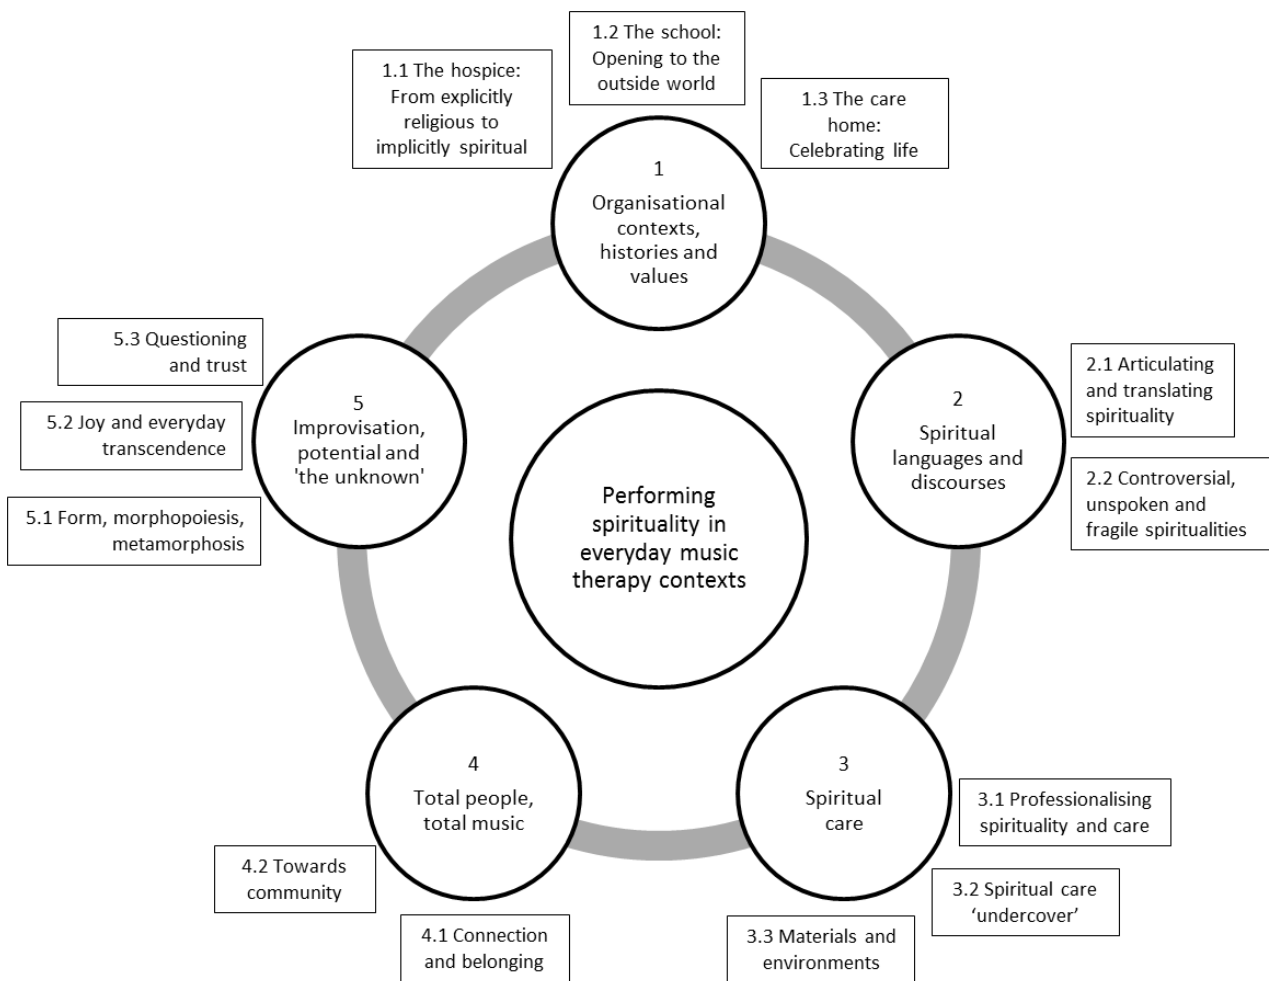 1.1 The hospice:
From explicitly
religious to
implicitly spiritual
1.2 The school:
Opening to the
outside world
1.3 The care
home:
Celebrating life
1
Organisational
contexts,
histories and
values
2
Spiritual
languages and
discourses
2.1 Articulating
and translating
spirituality
2.2 Controversial,
unspoken and
fragile spiritualities
3
Spiritual
care
3.1 Professionalising
spirituality and care
3.2 Spiritual care
‘undercover’
3.3 Materials and
environments
4
Total people,
total music
4.1 Connection
and belonging
4.2 Towards
community
5
Improvisation,
potential and
'the unknown'
5.1 Form, morphopoiesis,
metamorphosis
5.2 Joy and everyday
transcendence
5.3 Questioning
and trust
Performing
spirituality in
everyday music
therapy contexts